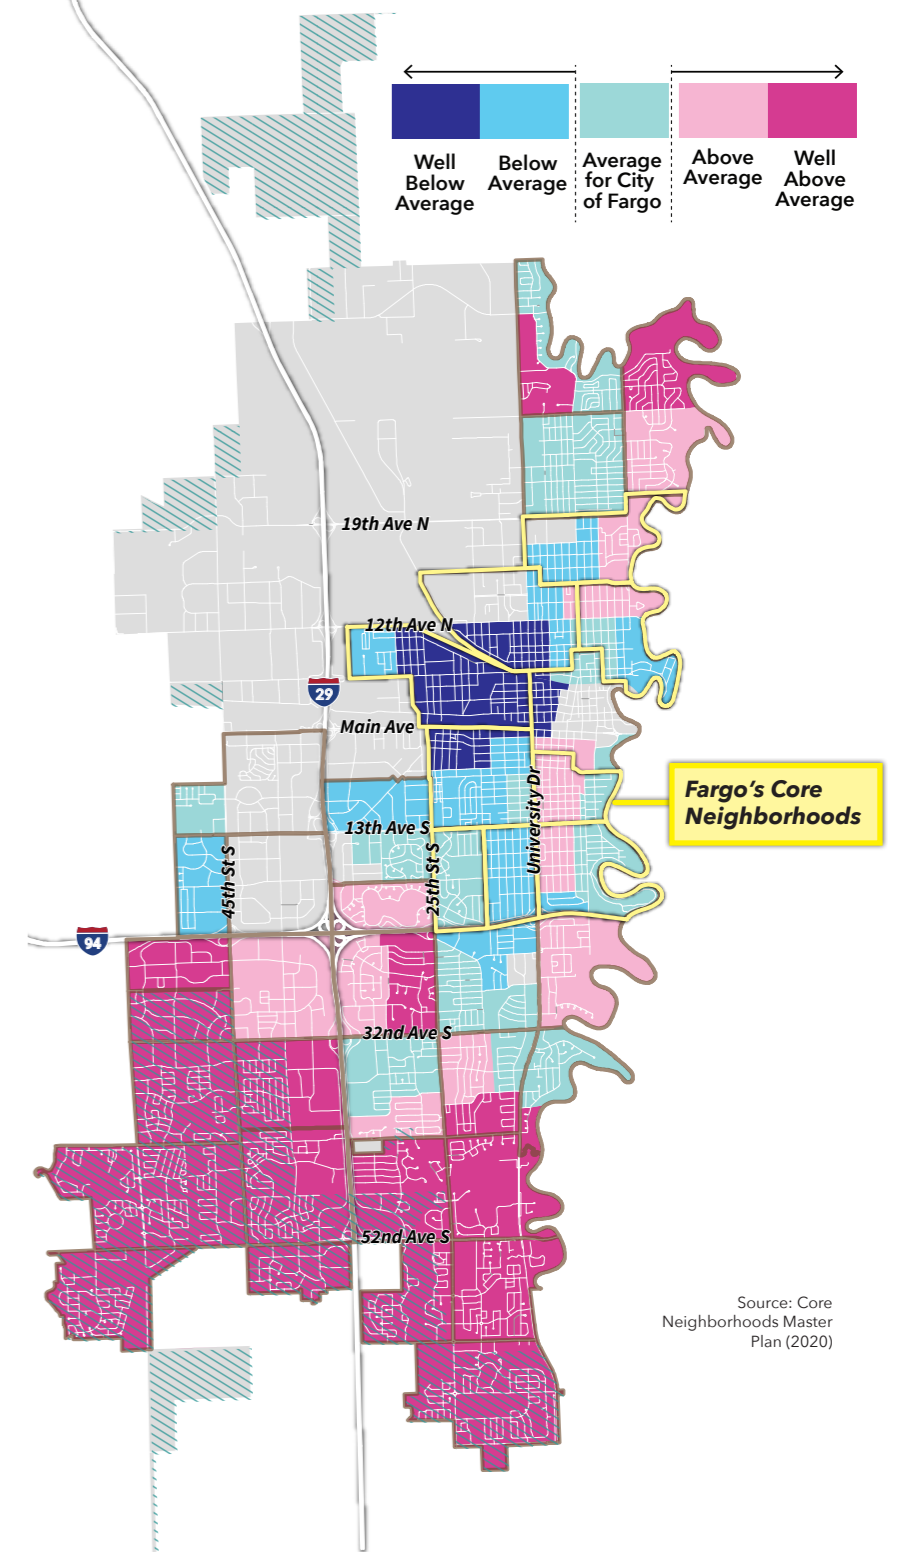 Well
Below
Average
Below
Average
Average
for City
of Fargo
Above
Average
Well
Above
Average
19th Ave N
12th Ave N
29
Main Ave
Fargo's Core
Neighborhoods
University Dr
13th Ave S
25th St S
45th St S
94
32nd Ave S
52nd Ave S
Source: Core
Neighborhoods Master
Plan (2020)